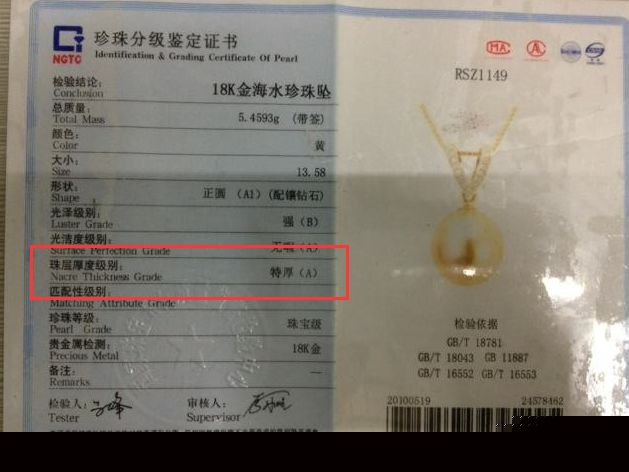 NGTC
珍珠分级鉴定证书
Identification & Grading Certificate Of Pearl
检验结论:
Conclusion
18K金海水珍珠坠
总质量:
Total Mass
5.4593g (带签)
颜色:
Color
黄
大小:
Size
13.58
形状:
Shape
正圆 (A1)(配镶钻石)
光泽级别:
Luster Grade
强(B)
光洁度级别:
Surface Perfection Grade
无瑕(A)
珠层厚度级别:
Nacre Thickness Grade
特厚(A)
匹配性级别:
Matching Attribute Grade
珍珠等级:
Pearl Grade
珠宝级
贵金属检测:
Precious Metal
18K金
备注:
Remarks
—
检验人:
Tester
审核人:
Supervisor
MA
RSZ1149
检验依据
GB/T 18781
GB/T 18043 GB 11887
GB/T 16552 GB/T 16553
20100519
24578462